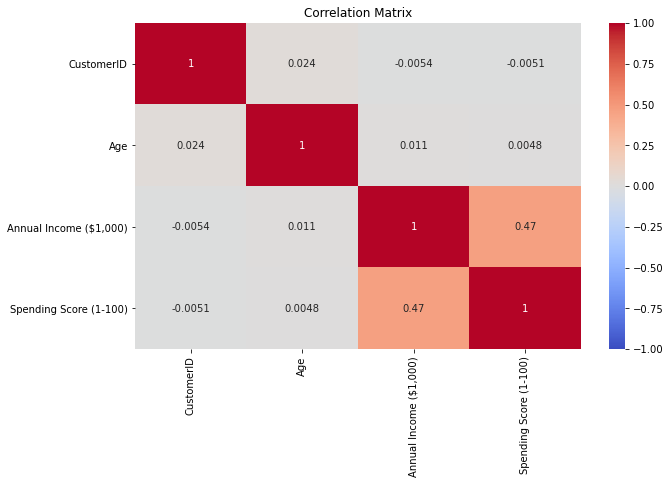 Correlation Matrix
CustomerID 1 0.024 -0.0054 -0.0051
Age 0.024 1 0.011 0.0048
Annual Income ($1,000) -0.0054 0.011 1 0.47
Spending Score (1-100) -0.0051 0.0048 0.47 1
CustomerID
Age
Annual Income ($1,000)
Spending Score (1-100)
1.00
0.75
0.50
0.25
0.00
−0.25
−0.50
−0.75
−1.00